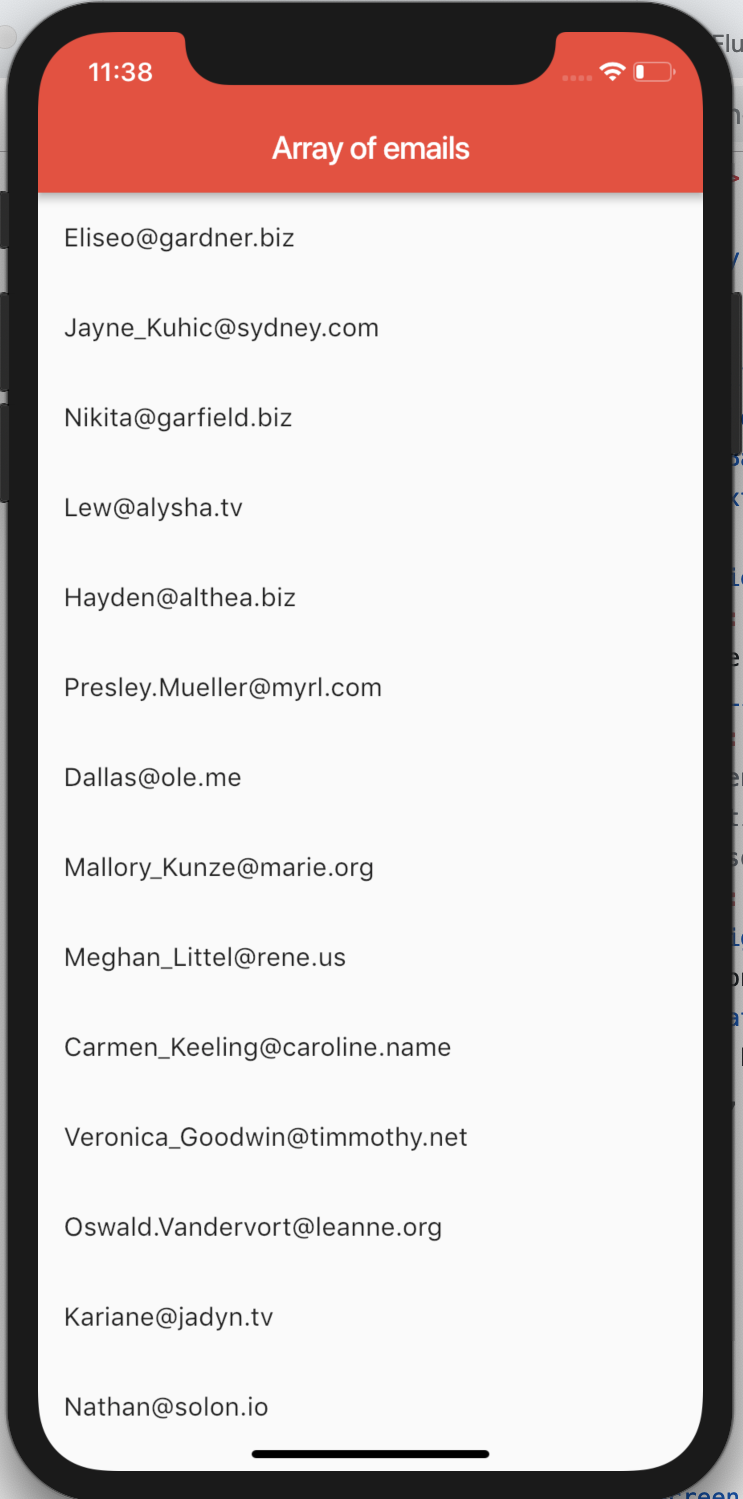 11:38
Array of emails
Eliseo@gardner.biz
Jayne_Kuhic@sydney.com
Nikita@garfield.biz
Lew@alysha.tv
Hayden@althea.biz
Presley.Mueller@myrl.com
Dallas@ole.me
Mallory_Kunze@marie.org
Meghan_Littel@rene.us
Carmen_Keeling@caroline.name
Veronica_Goodwin@timmothy.net
Oswald.Vandervort@leanne.org
Kariane@jadyn.tv
Nathan@solon.io